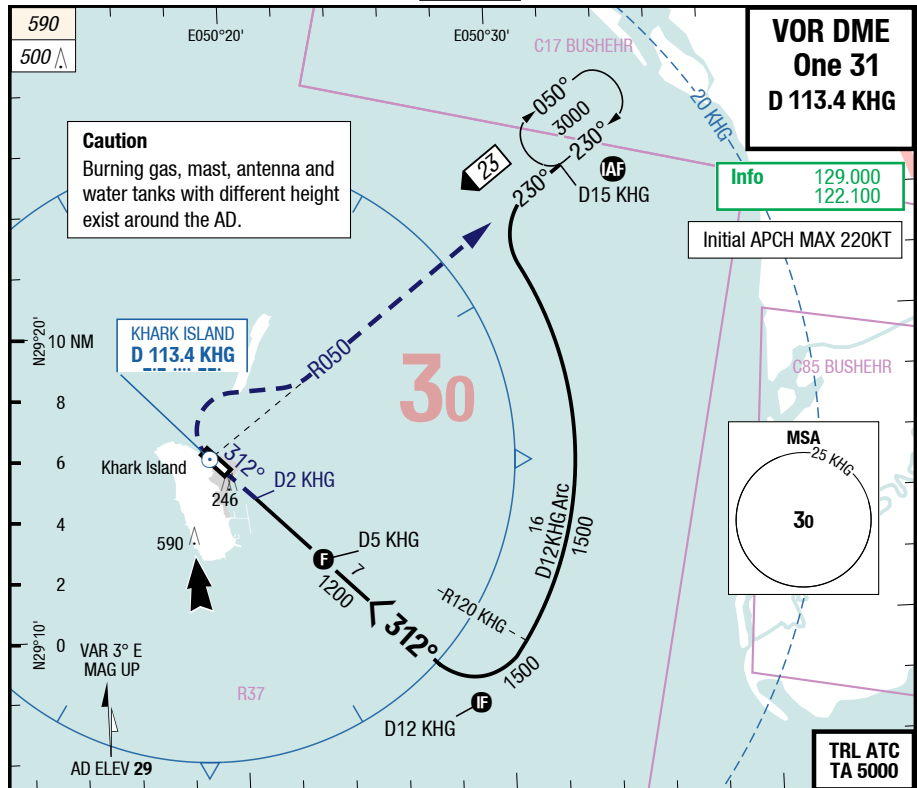 590
500
E050°20'
E050°30'
C17 BUSHEHR
VOR DME
One 31
D 113.4 KHG
20 KHG
Caution
Burning gas, mast, antenna and
water tanks with different height
exist around the AD.
050°
3000
230°
23
IAF
230°
D15 KHG
Info 129.000
122.100
Initial APCH MAX 220KT
N29°20'
10 NM
KHARK ISLAND
D 113.4 KHG
R050
30
C85 BUSHEHR
8
6
4
2
0
Khark Island
312°
D2 KHG
246
590
MSA
25 KHG
30
16
D12 KHG Arc
1500
F
D5 KHG
7
1200
R120 KHG
312°
1500
N29°10'
VAR 3° E
MAG UP
R37
IF
D12 KHG
AD ELEV 29
TRL ATC
TA 5000